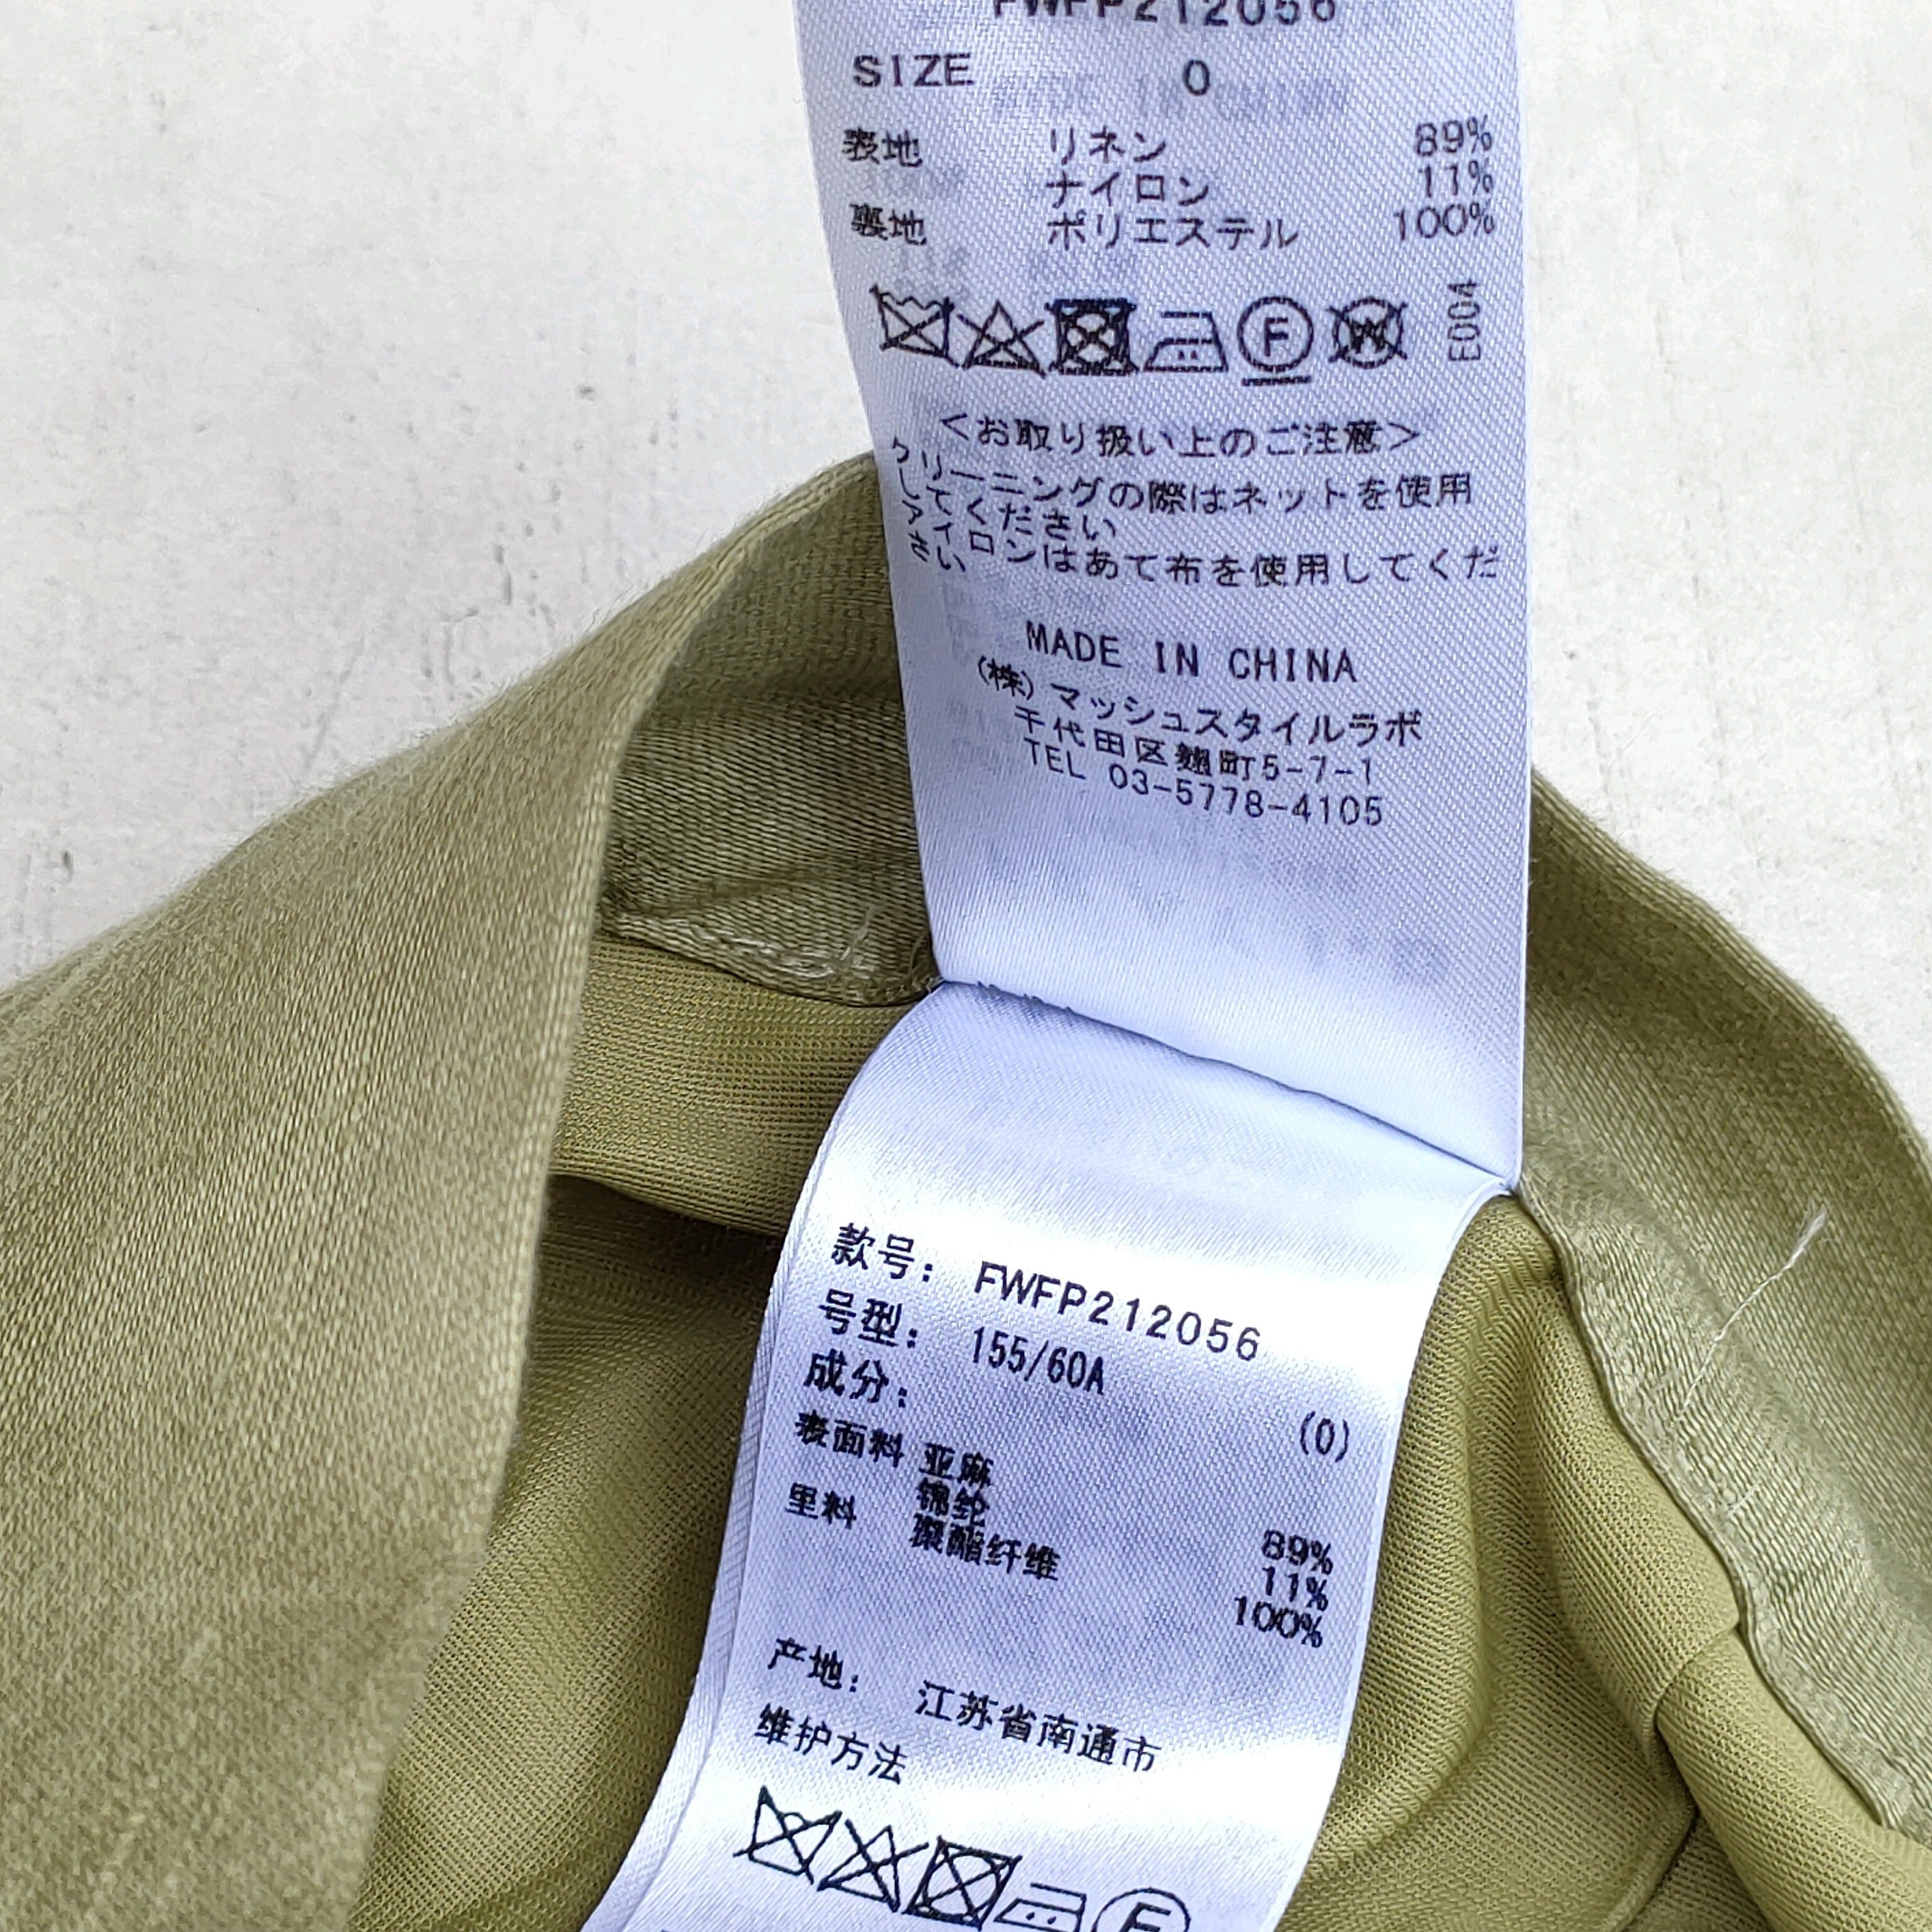 FWFP212056
SIZE 0
表地 リネン 89%
ナイロン 11%
裏地 ポリエステル 100%
F W E004
<お取り扱い上のご注意>
クリーニングの際はネットを使用
してください
アイロンはあて布を使用してくだ
さい
MADE IN CHINA
(株)マッシュスタイルラボ
千代田区麹町5-7-1
TEL 03-5778-4105
款号: FWFP212056
号型: 155/60A (0)
成分:
表面料 亚麻 89%
锦纶 11%
里料 聚酯纤维 100%
产地: 江苏省南通市
维护方法
F